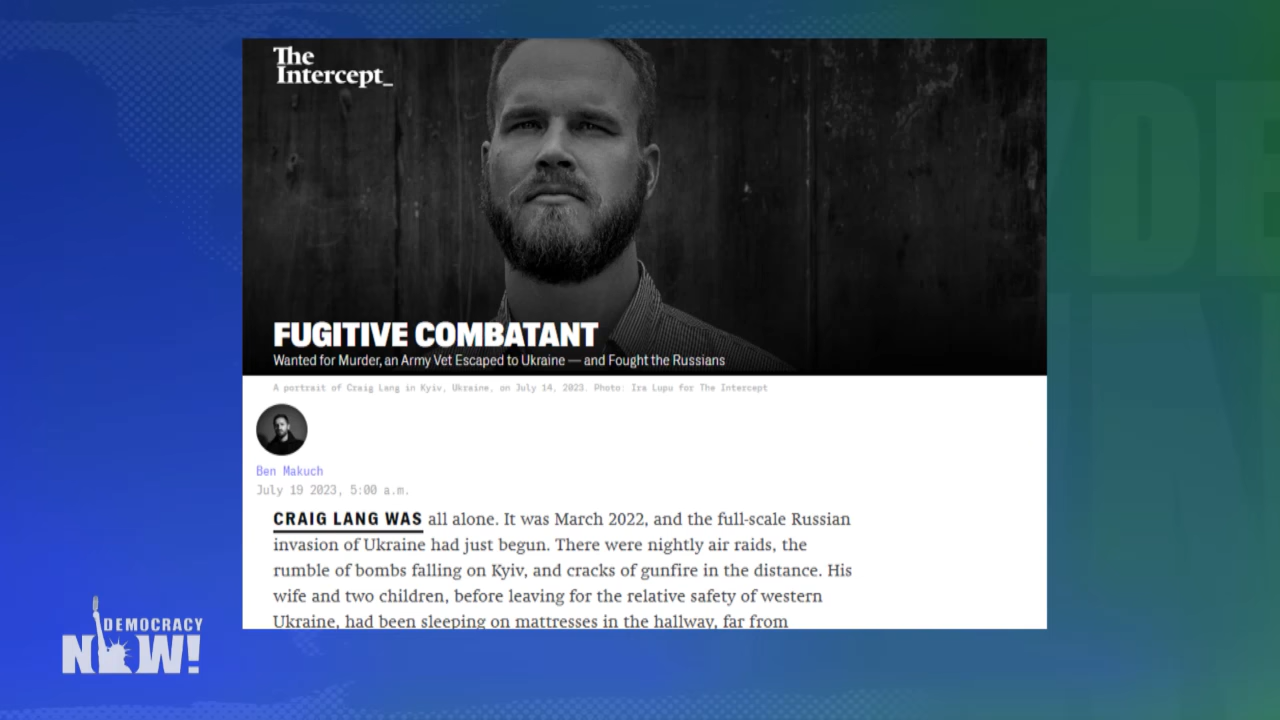 The
Intercept_
FUGITIVE COMBATANT
Wanted for Murder, an Army Vet Escaped to Ukraine — and Fought the Russians
A portrait of Craig Lang in Kyiv, Ukraine, on July 14, 2023. Photo: Ira Lupu for The Intercept
Ben Makuch
July 19 2023, 5:00 a.m.
CRAIG LANG WAS all alone. It was March 2022, and the full-scale Russian
invasion of Ukraine had just begun. There were nightly air raids, the
rumble of bombs falling on Kyiv, and cracks of gunfire in the distance. His
wife and two children, before leaving for the relative safety of western
Ukraine, had been sleeping on mattresses in the hallway, far from
DEMOCRACY
NOW!